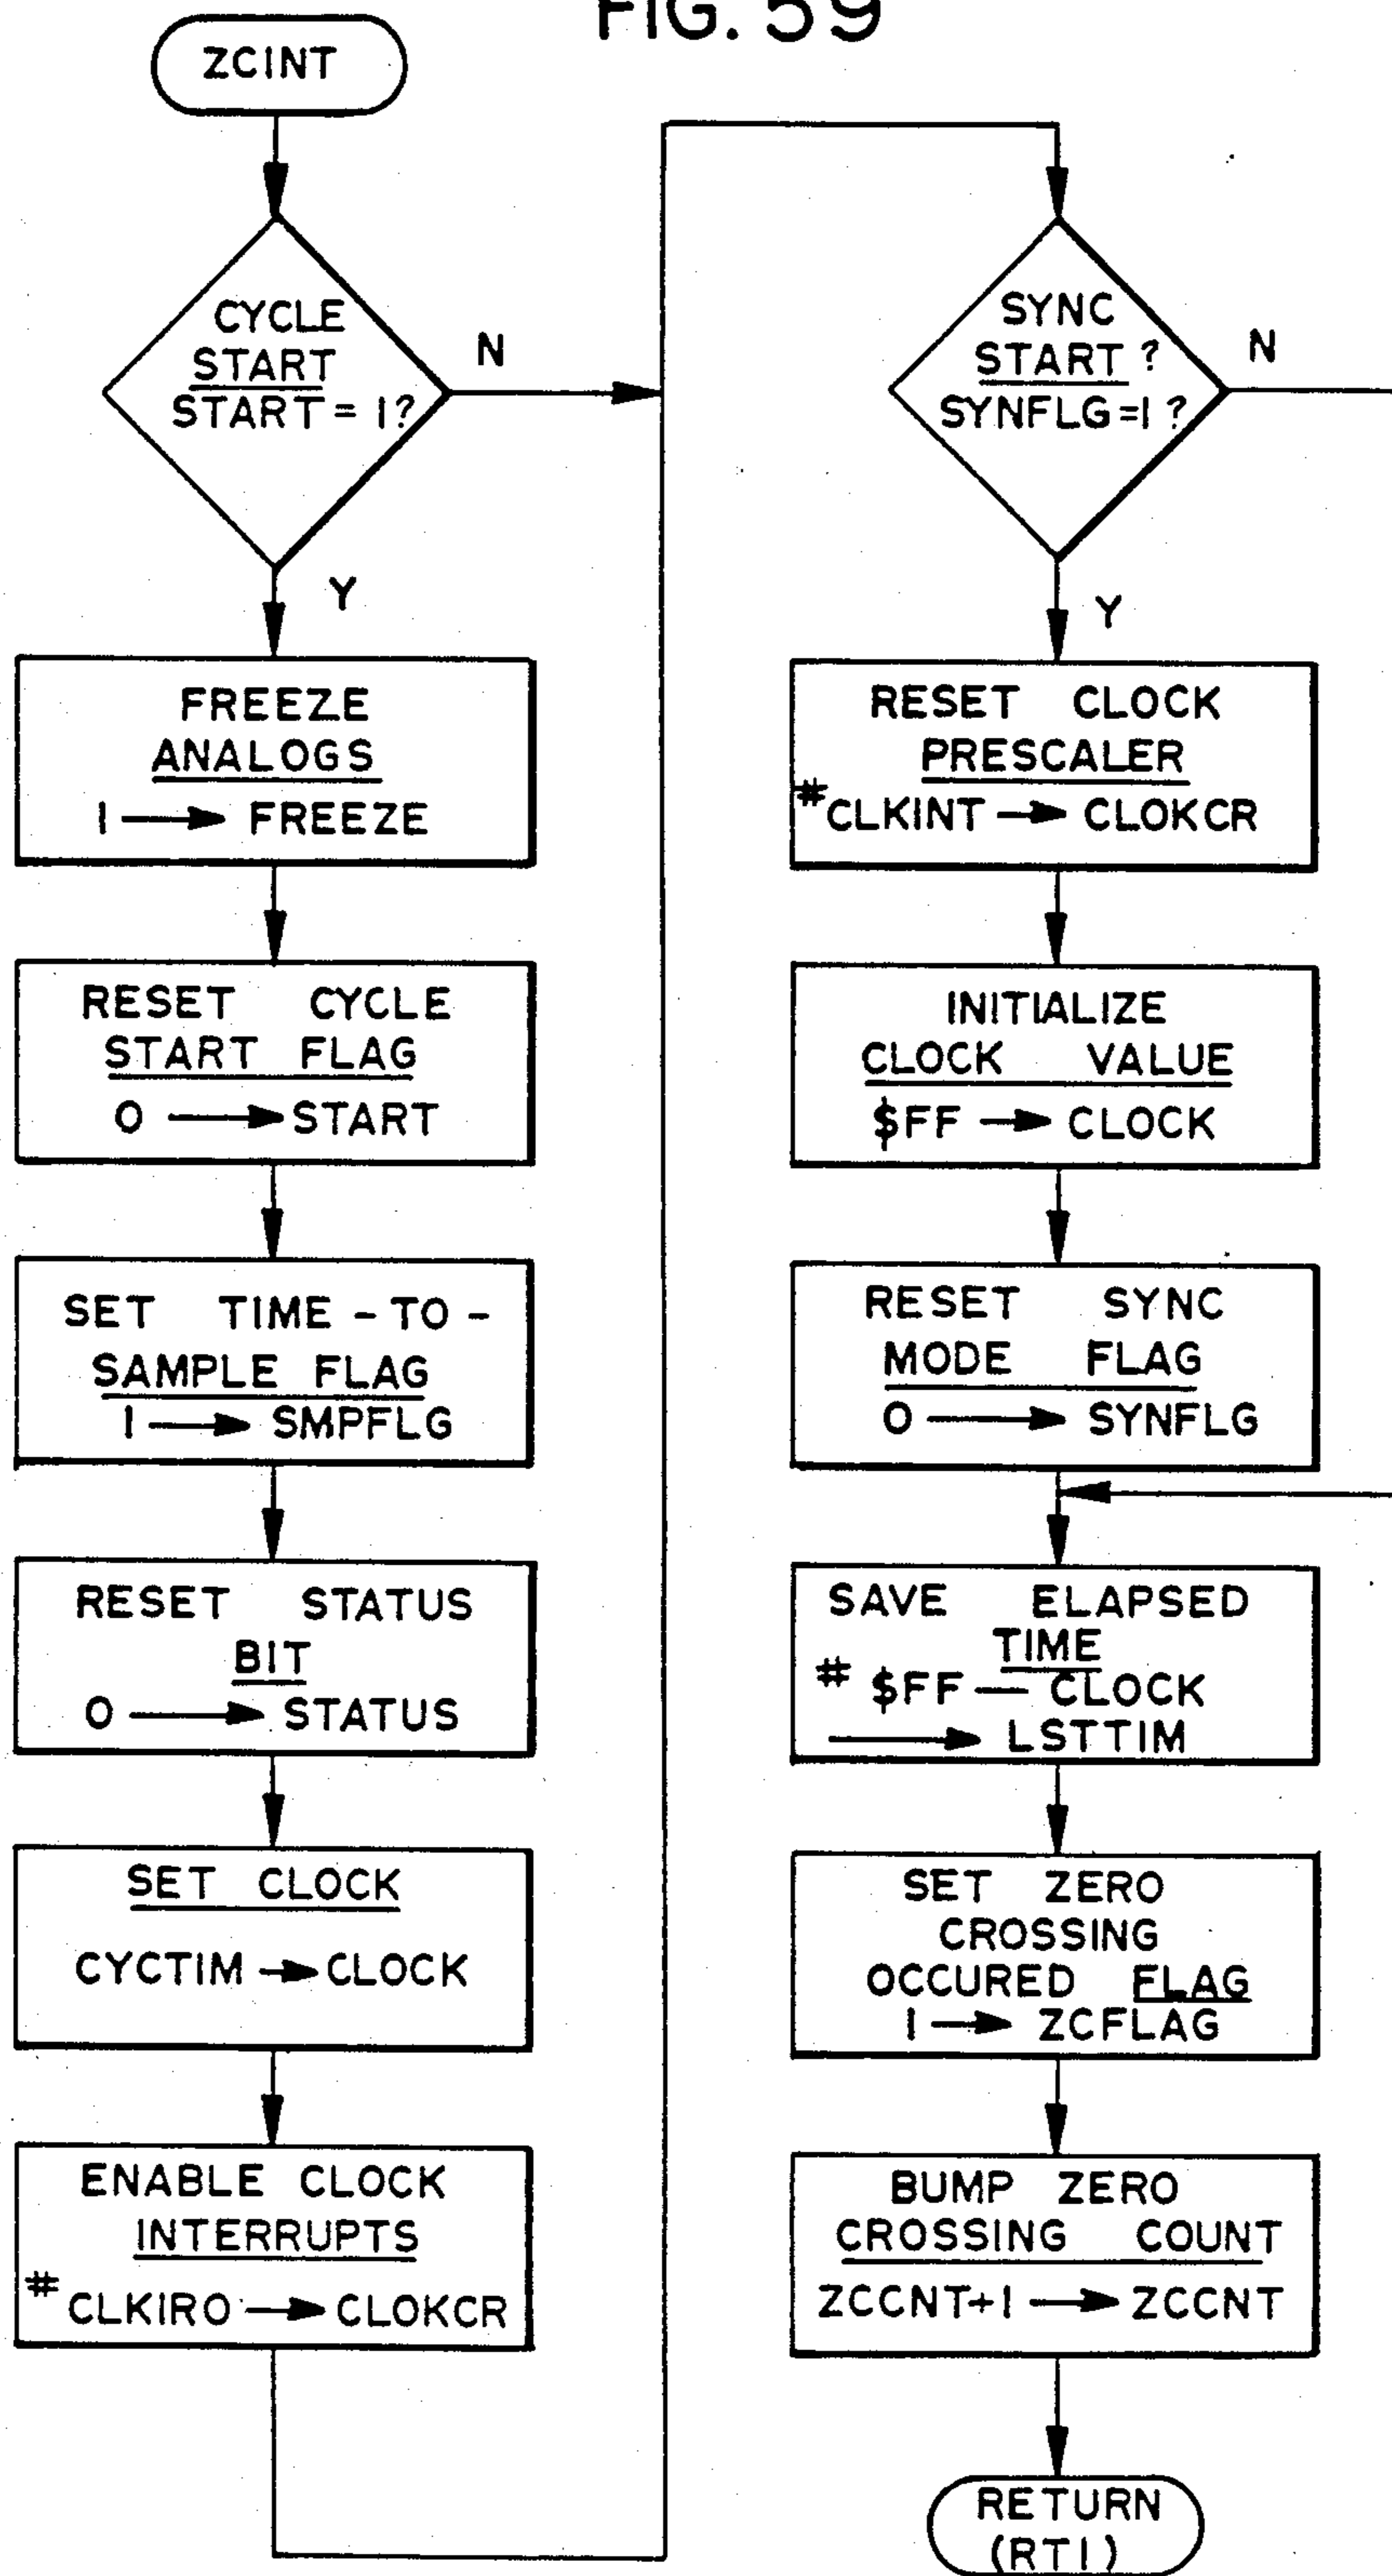 FIG. 59
ZCINT
CYCLE
START
START = 1?
N
Y
FREEZE
ANALOGS
1 → FREEZE
RESET CYCLE
START FLAG
0 → START
SET TIME-TO-
SAMPLE FLAG
1 → SMPFLG
RESET STATUS
BIT
0 → STATUS
SET CLOCK
CYCTIM → CLOCK
ENABLE CLOCK
INTERRUPTS
# CLKIRO → CLOKCR
SYNC
START ?
SYNFLG=1 ?
N
Y
RESET CLOCK
PRESCALER
# CLKINT → CLOKCR
INITIALIZE
CLOCK VALUE
$FF → CLOCK
RESET SYNC
MODE FLAG
0 → SYNFLG
SAVE ELAPSED
TIME
# $FF — CLOCK
→ LSTTIM
SET ZERO
CROSSING
OCCURED FLAG
1 → ZCFLAG
BUMP ZERO
CROSSING COUNT
ZCCNT+1 → ZCCNT
RETURN
(RTI)